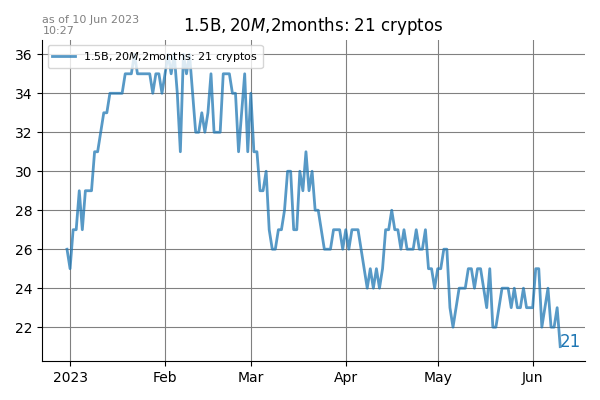 as of 10 Jun 2023
10:27
1.5B, 20M,2months: 21 cryptos
1.5B, 20M,2months: 21 cryptos
36
34
32
30
28
26
24
22
21
2023
Feb
Mar
Apr
May
Jun